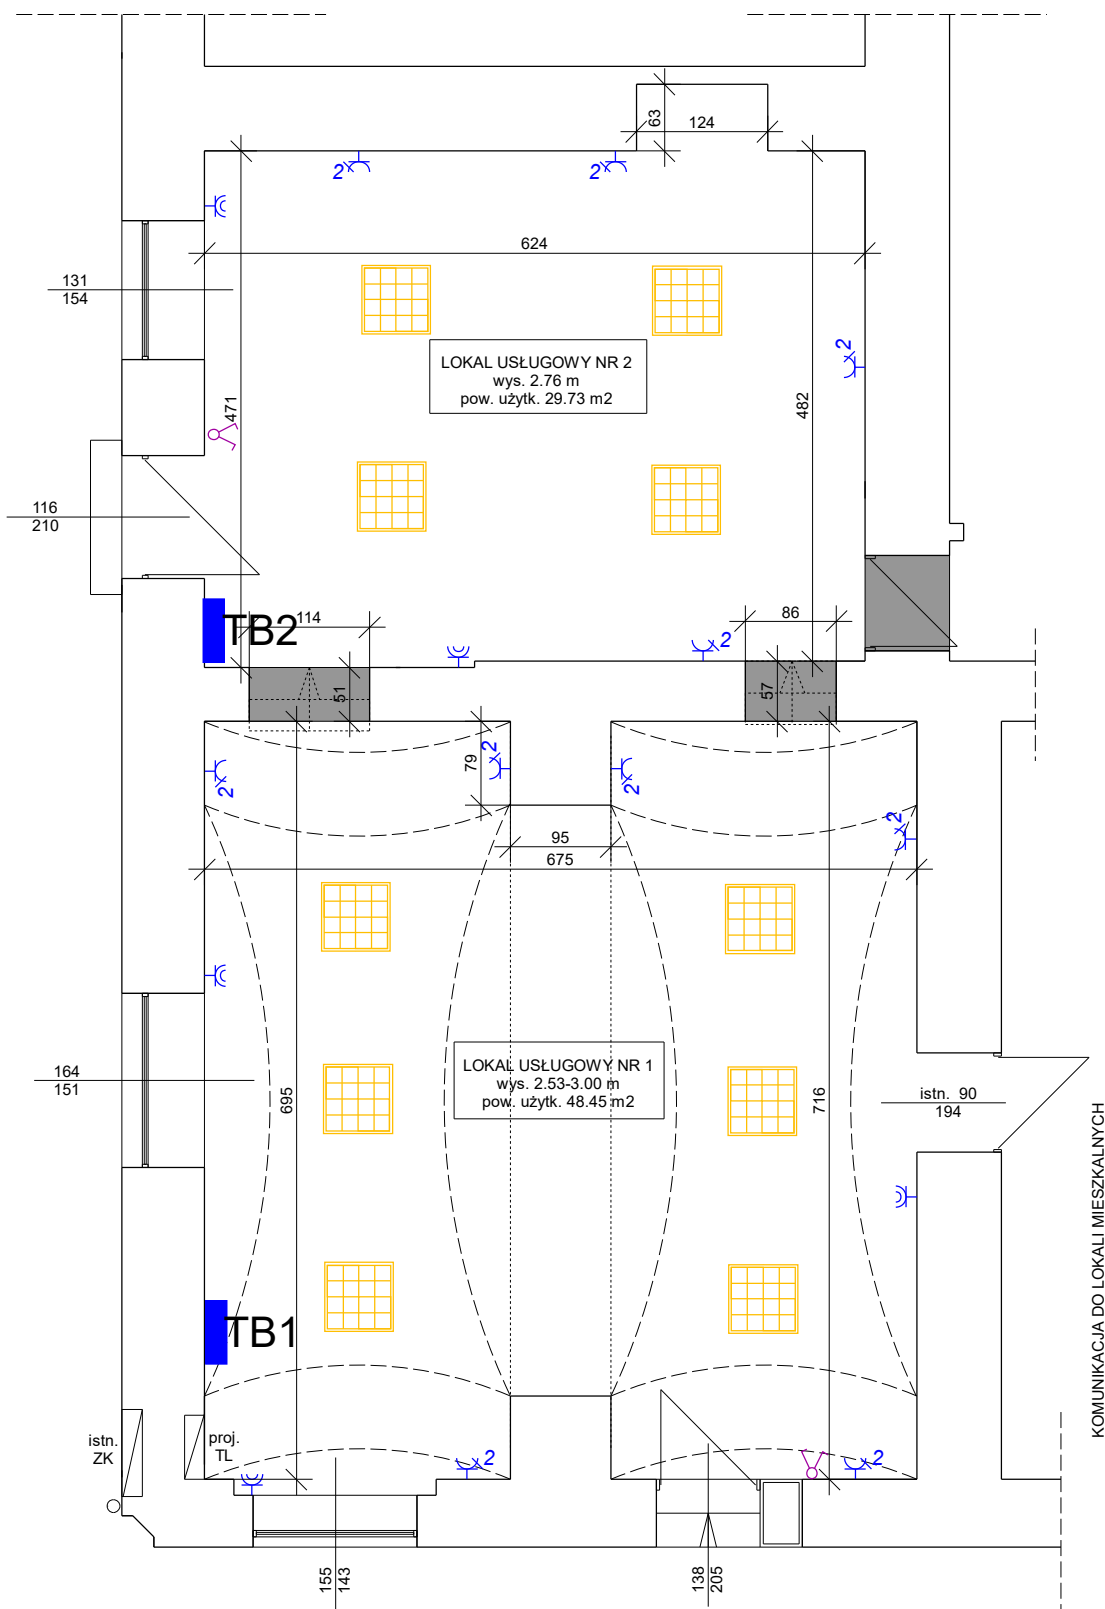 63
124
2
2
624
131
154
LOKAL USŁUGOWY NR 2
wys. 2.76 m
pow. użytk. 29.73 m2
2
471
482
116
210
TB2
114
86
2
51
57
2
79
2
2
2
95
675
164
151
LOKAL USŁUGOWY NR 1
wys. 2.53-3.00 m
pow. użytk. 48.45 m2
695
716
istn. 90
194
KOMUNIKACJA DO LOKALI MIESZKALNYCH
TB1
istn.
ZK
proj.
TL
2
2
155
143
138
205